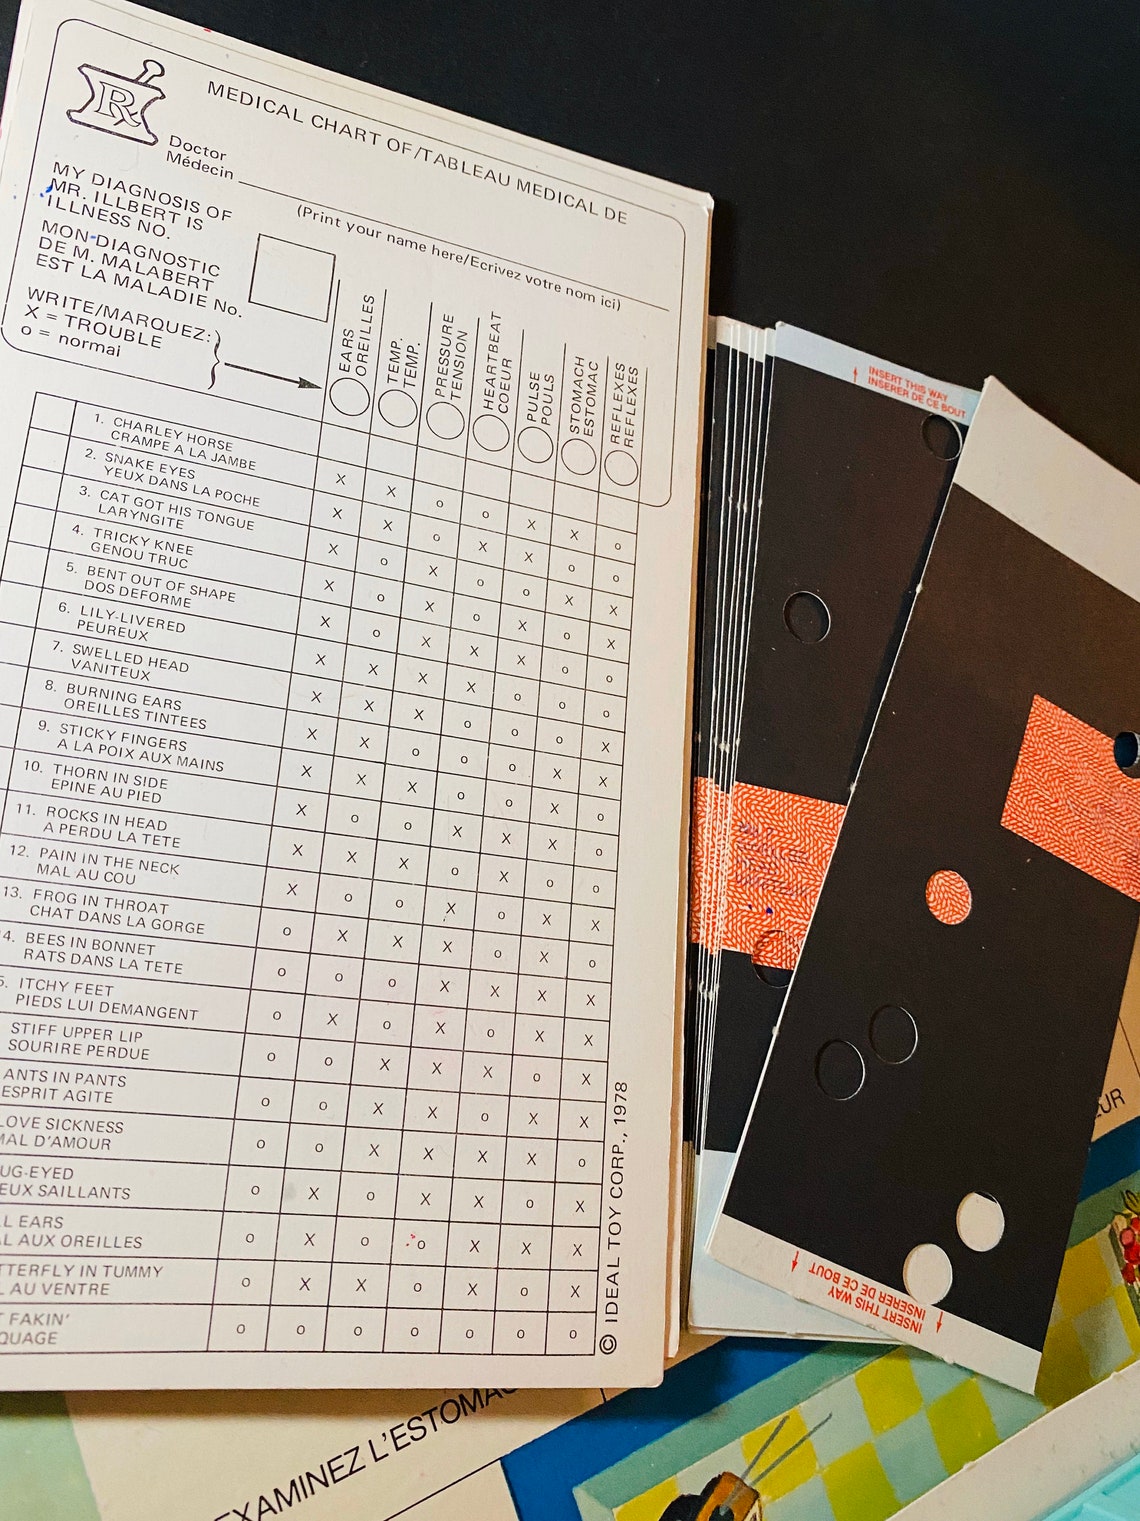 MEDICAL CHART OF/TABLEAU MEDICAL DE
Rx
Doctor
Médecin
(Print your name here/Ecrivez votre nom ici)
MY DIAGNOSIS OF
MR. ILLBERT IS
ILLNESS NO.
MON DIAGNOSTIC
DE M. MALABERT
EST LA MALADIE No.
WRITE/MARQUEZ:
X = TROUBLE
o = normal
EARS
OREILLES
TEMP.
TEMP.
PRESSURE
TENSION
HEARTBEAT
COEUR
PULSE
POULS
STOMACH
ESTOMAC
REFLEXES
REFLEXES
1. CHARLEY HORSE
CRAMPE A LA JAMBE
X X o o X X o
2. SNAKE EYES
YEUX DANS LA POCHE
X X o X X o o
3. CAT GOT HIS TONGUE
LARYNGITE
X o X o o X X
4. TRICKY KNEE
GENOU TRUC
X o X o X o X
5. BENT OUT OF SHAPE
DOS DEFORME
X o X X X o o
6. LILY-LIVERED
PEUREUX
X X X X o o o
7. SWELLED HEAD
VANITEUX
X X X o o o X
8. BURNING EARS
OREILLES TINTEES
X X o o o X X
9. STICKY FINGERS
A LA POIX AUX MAINS
X X X o o X o
10. THORN IN SIDE
EPINE AU PIED
X o o X X X o
11. ROCKS IN HEAD
A PERDU LA TETE
X X X o X o o
12. PAIN IN THE NECK
MAL AU COU
X o o X o X X
13. FROG IN THROAT
CHAT DANS LA GORGE
o X X X o X o
4. BEES IN BONNET
RATS DANS LA TETE
o o o X X X X
5. ITCHY FEET
PIEDS LUI DEMANGENT
o X o X o X X
STIFF UPPER LIP
SOURIRE PERDUE
o o X X X o X
ANTS IN PANTS
ESPRIT AGITE
o o X X o X X
LOVE SICKNESS
MAL D'AMOUR
o o X X X X o
UG-EYED
EUX SAILLANTS
o X o X X o X
L EARS
L AUX OREILLES
o X o o X X X
TTERFLY IN TUMMY
L AU VENTRE
o X X o X o X
T FAKIN'
QUAGE
o o o o o o o
© IDEAL TOY CORP., 1978
INSERT THIS WAY
INSERER DE CE BOUT
INSERT THIS WAY
INSERER DE CE BOUT
EUR
EXAMINEZ L'ESTOMAC